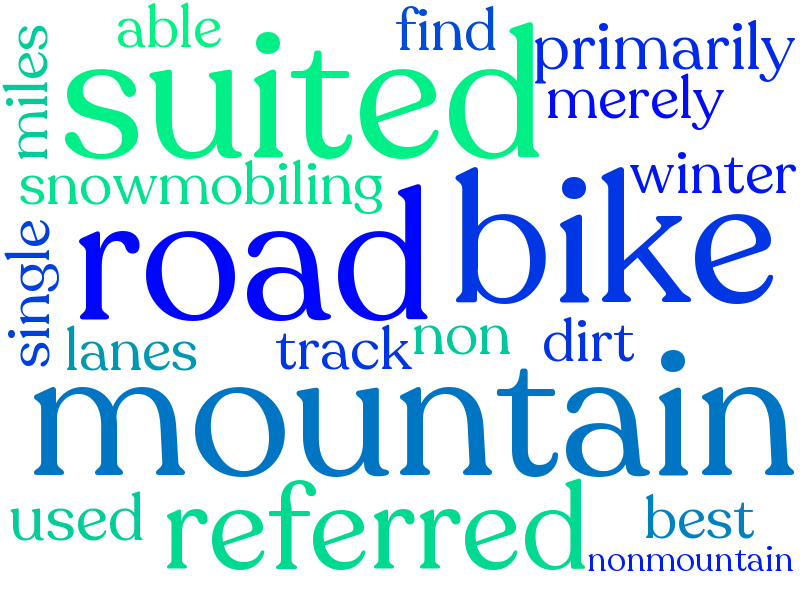 able
find
primarily
miles
suited
merely
snowmobiling
winter
single
road
bike
lanes
track
non
dirt
mountain
used
referred
best
nonmountain